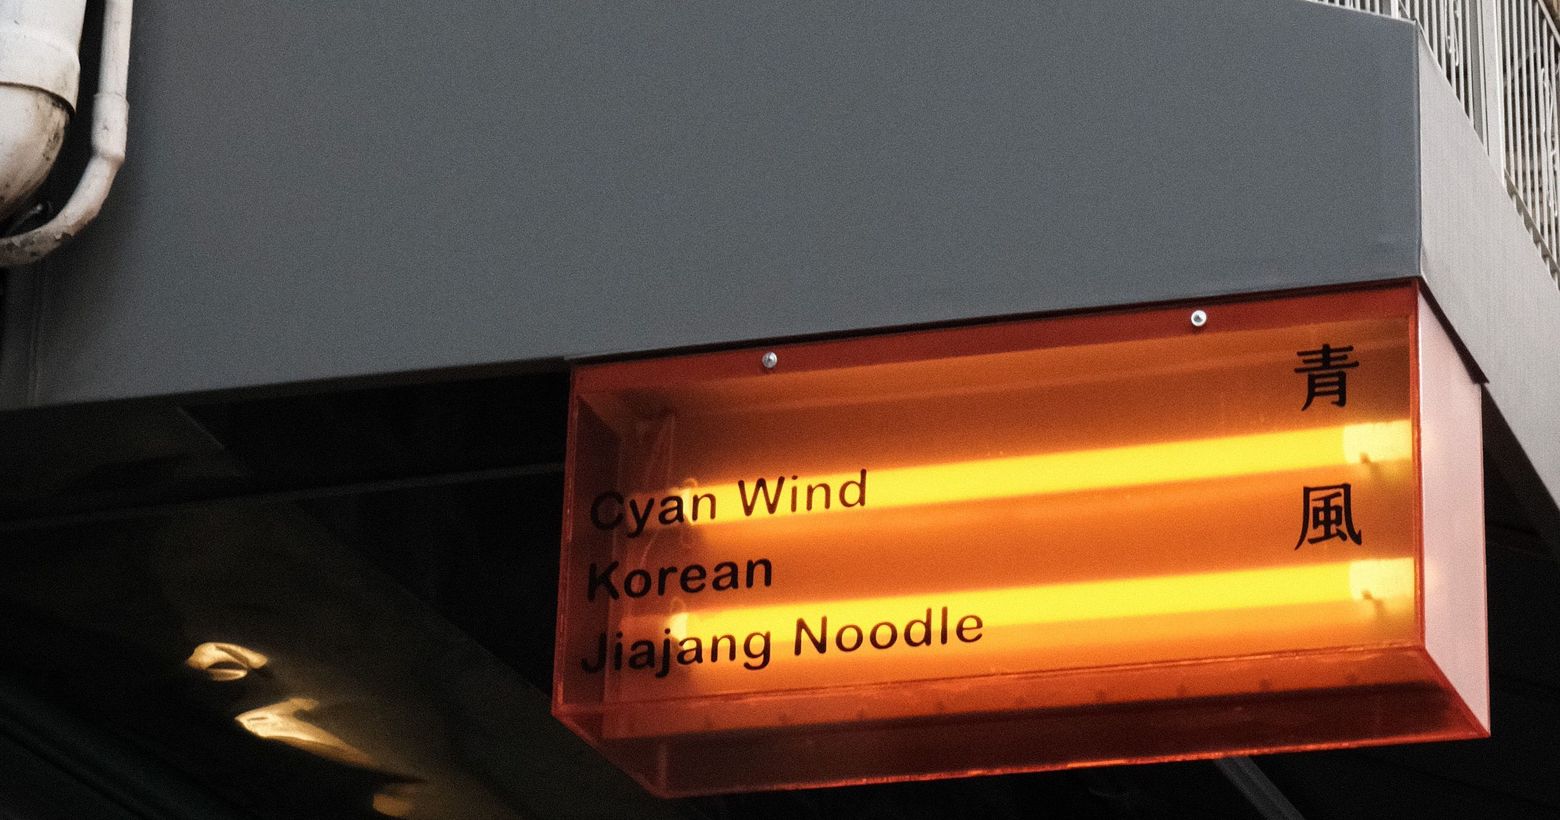 Cyan Wind
Korean
Jiajang Noodle
青風